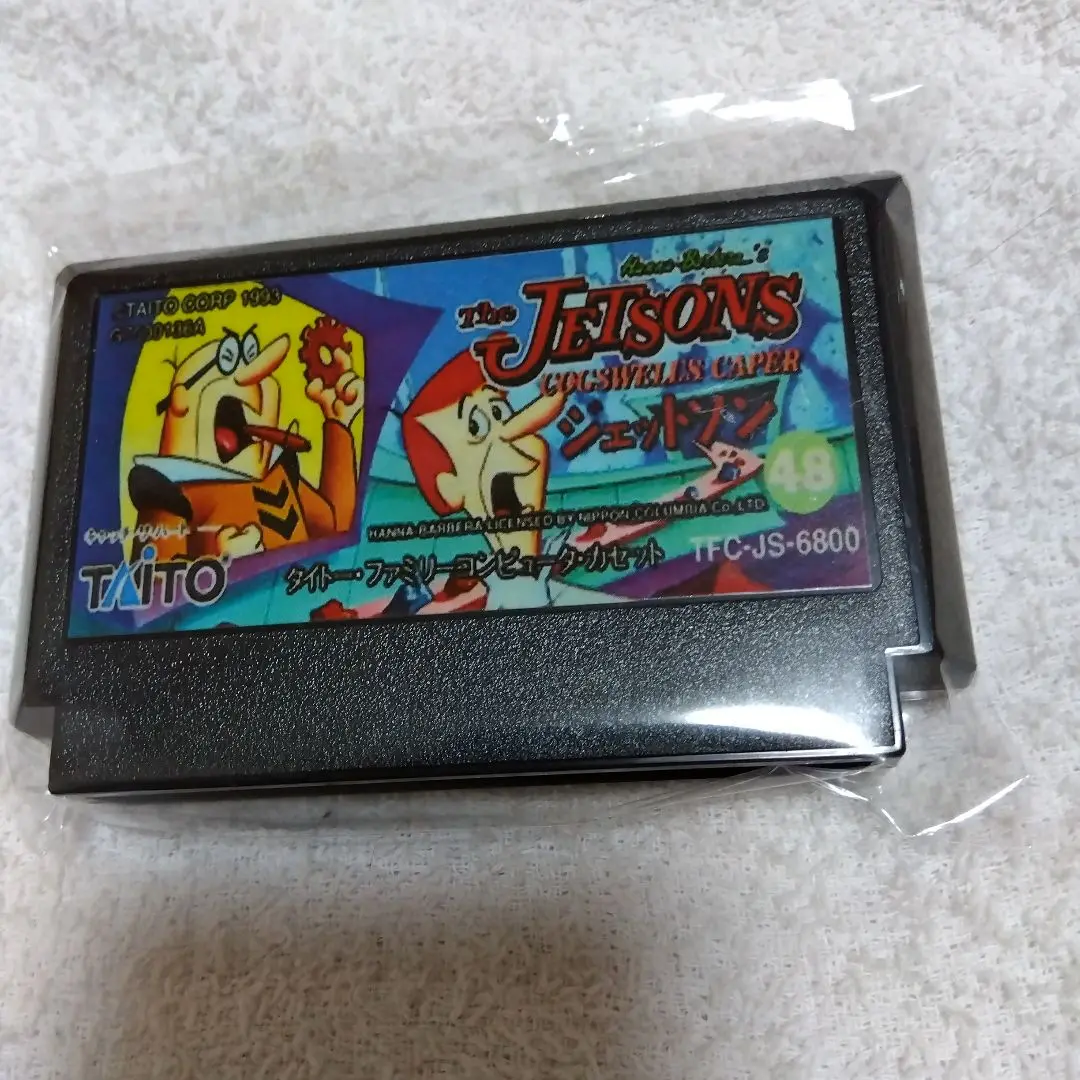 TAITO CORP 1993
Hanna-Barbera's
The JETSONS
COGSWELL'S CAPER
ジェットソン
48
HANNA-BARBERA LICENSED BY NIPPON COLUMBIA Co. LTD
TAITO
タイトー・ファミリーコンピュータ・カセット
TFC-JS-6800